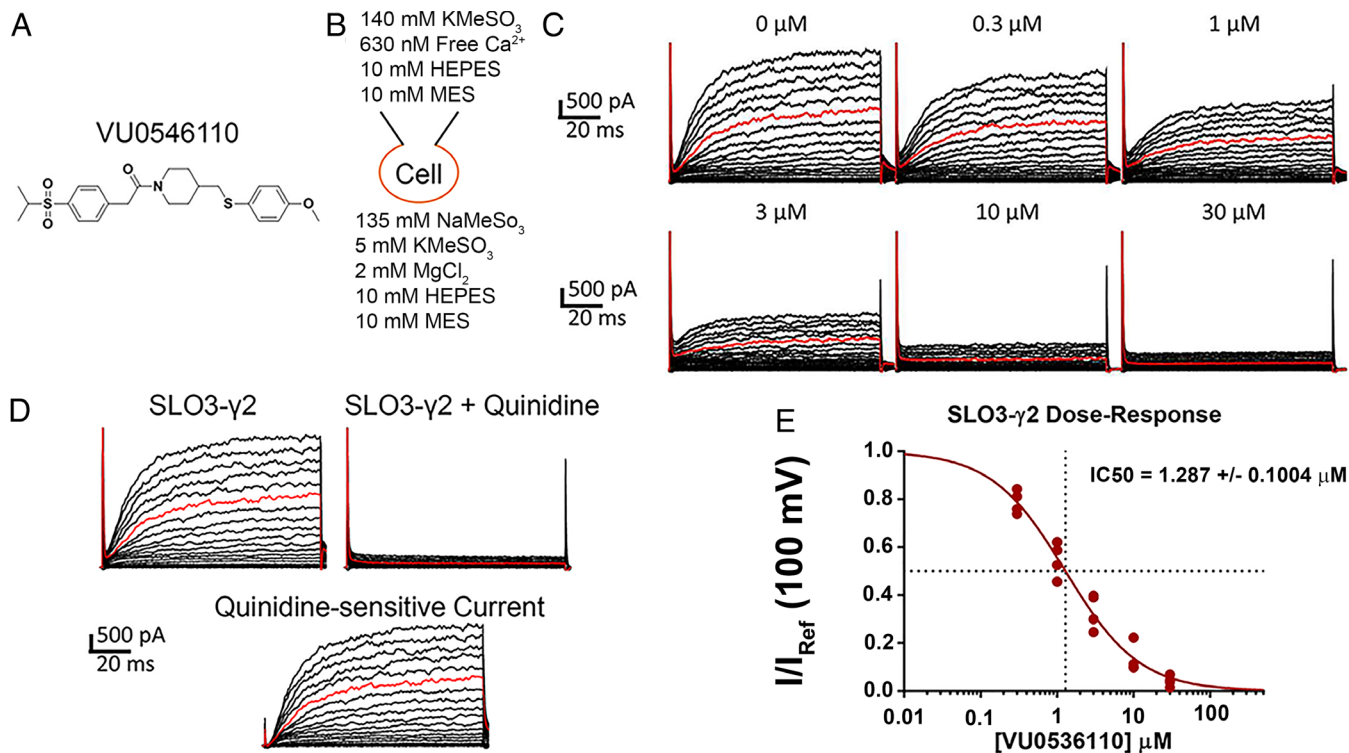 A
VU0546110
O
N
O
S
O
S
O
B
140 mM KMeSO3
630 nM Free Ca2+
10 mM HEPES
10 mM MES
Cell
135 mM NaMeSo3
5 mM KMeSO3
2 mM MgCl2
10 mM HEPES
10 mM MES
C
0 μM
0.3 μM
1 μM
500 pA
20 ms
3 μM
10 μM
30 μM
500 pA
20 ms
D
SLO3-γ2
SLO3-γ2 + Quinidine
Quinidine-sensitive Current
500 pA
20 ms
E
SLO3-γ2 Dose-Response
IC50 = 1.287 +/- 0.1004 μM
I/IRef (100 mV)
1.0
0.8
0.6
0.4
0.2
0.0
0.01
0.1
1
10
100
[VU0536110] μM